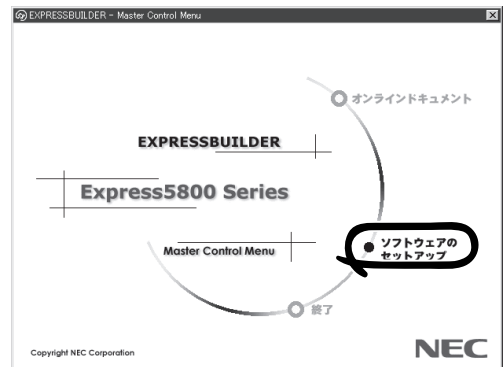 EXPRESSBUILDER - Master Control Menu
オンラインドキュメント
EXPRESSBUILDER
Express5800 Series
ソフトウェアの
セットアップ
Master Control Menu
終了
Copyright NEC Corporation
NEC